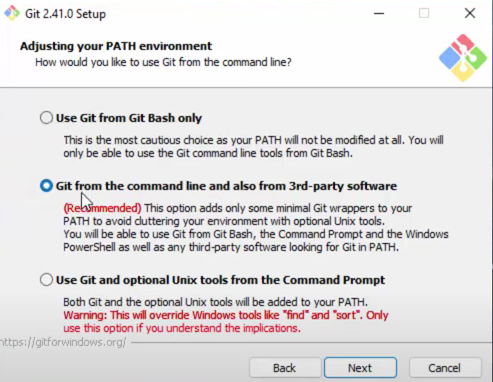 Git 2.41.0 Setup
Adjusting your PATH environment
How would you like to use Git from the command line?
Use Git from Git Bash only
This is the most cautious choice as your PATH will not be modified at all. You will
only be able to use the Git command line tools from Git Bash.
Git from the command line and also from 3rd-party software
(Recommended) This option adds only some minimal Git wrappers to your
PATH to avoid cluttering your environment with optional Unix tools.
You will be able to use Git from Git Bash, the Command Prompt and the Windows
PowerShell as well as any third-party software looking for Git in PATH.
Use Git and optional Unix tools from the Command Prompt
Both Git and the optional Unix tools will be added to your PATH.
Warning: This will override Windows tools like "find" and "sort". Only
use this option if you understand the implications.
https://gitforwindows.org/
Back Next Cancel